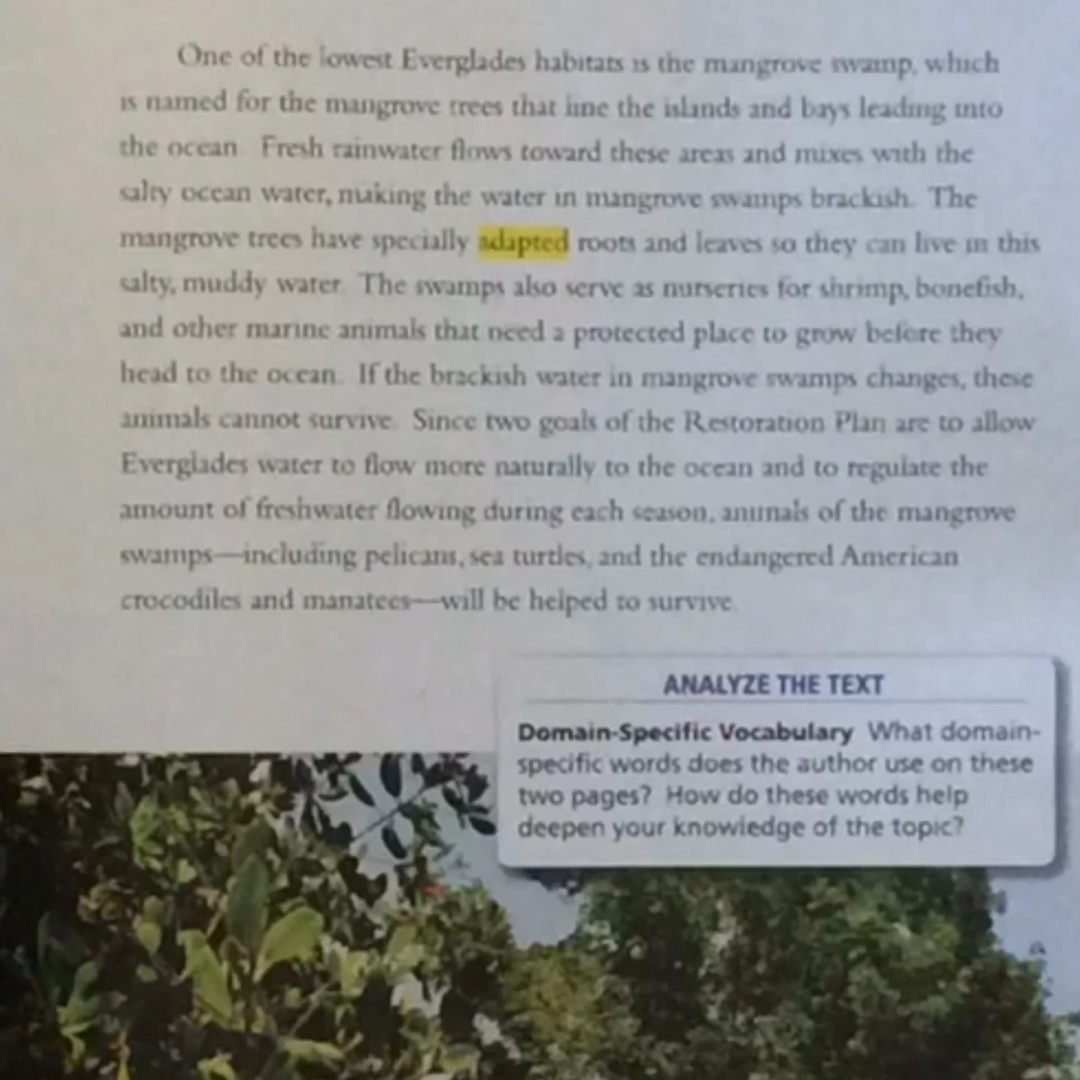 One of the lowest Everglades habitats is the mangrove swamp, which
is named for the mangrove trees that line the islands and bays leading into
the ocean. Fresh rainwater flows toward these areas and mixes with the
salty ocean water, making the water in mangrove swamps brackish. The
mangrove trees have specially adapted roots and leaves so they can live in this
salty, muddy water. The swamps also serve as nurseries for shrimp, bonefish,
and other marine animals that need a protected place to grow before they
head to the ocean. If the brackish water in mangrove swamps changes, these
animals cannot survive. Since two goals of the Restoration Plan are to allow
Everglades water to flow more naturally to the ocean and to regulate the
amount of freshwater flowing during each season, animals of the mangrove
swamps—including pelicans, sea turtles, and the endangered American
crocodiles and manatees—will be helped to survive.
ANALYZE THE TEXT
Domain-Specific Vocabulary What domain-
specific words does the author use on these
two pages? How do these words help
deepen your knowledge of the topic?